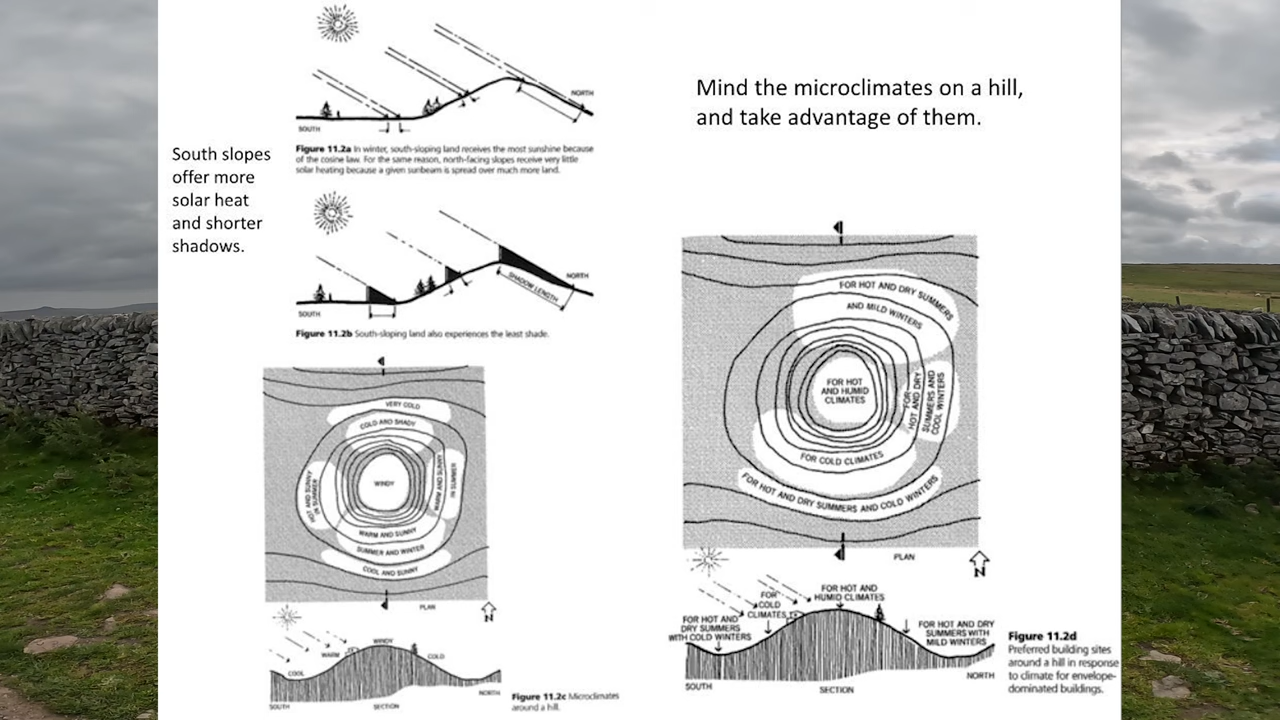 Mind the microclimates on a hill,
and take advantage of them.
South slopes
offer more
solar heat
and shorter
shadows.
NORTH
SOUTH
Figure 11.2a In winter, south-sloping land receives the most sunshine because
of the cosine law. For the same reason, north-facing slopes receive very little
solar heating because a given sunbeam is spread over much more land.
SHADOW LENGTH
NORTH
SOUTH
Figure 11.2b South-sloping land also experiences the least shade.
VERY COLD
COLD AND SHADY
HOT AND SUNNY
IN SUMMER
WINDY
WARM AND SUNNY
IN SUMMER
WARM AND SUNNY
SUMMER AND WINTER
COOL AND SUNNY
PLAN
N
WINDY
WARM
COLD
COOL
NORTH
SOUTH
SECTION
Figure 11.2c Microclimates
around a hill.
FOR HOT AND DRY SUMMERS
AND MILD WINTERS
FOR HOT
AND HUMID
CLIMATES
FOR
HOT AND DRY
SUMMERS AND
COOL WINTERS
FOR COLD CLIMATES
FOR HOT AND DRY SUMMERS AND COLD WINTERS
PLAN
N
FOR HOT AND
HUMID CLIMATES
FOR
COLD
CLIMATES
FOR HOT AND
DRY SUMMERS
WITH COLD WINTERS
FOR HOT AND DRY
SUMMERS WITH
MILD WINTERS
NORTH
SOUTH
SECTION
Figure 11.2d
Preferred building sites
around a hill in response
to climate for envelope-
dominated buildings.